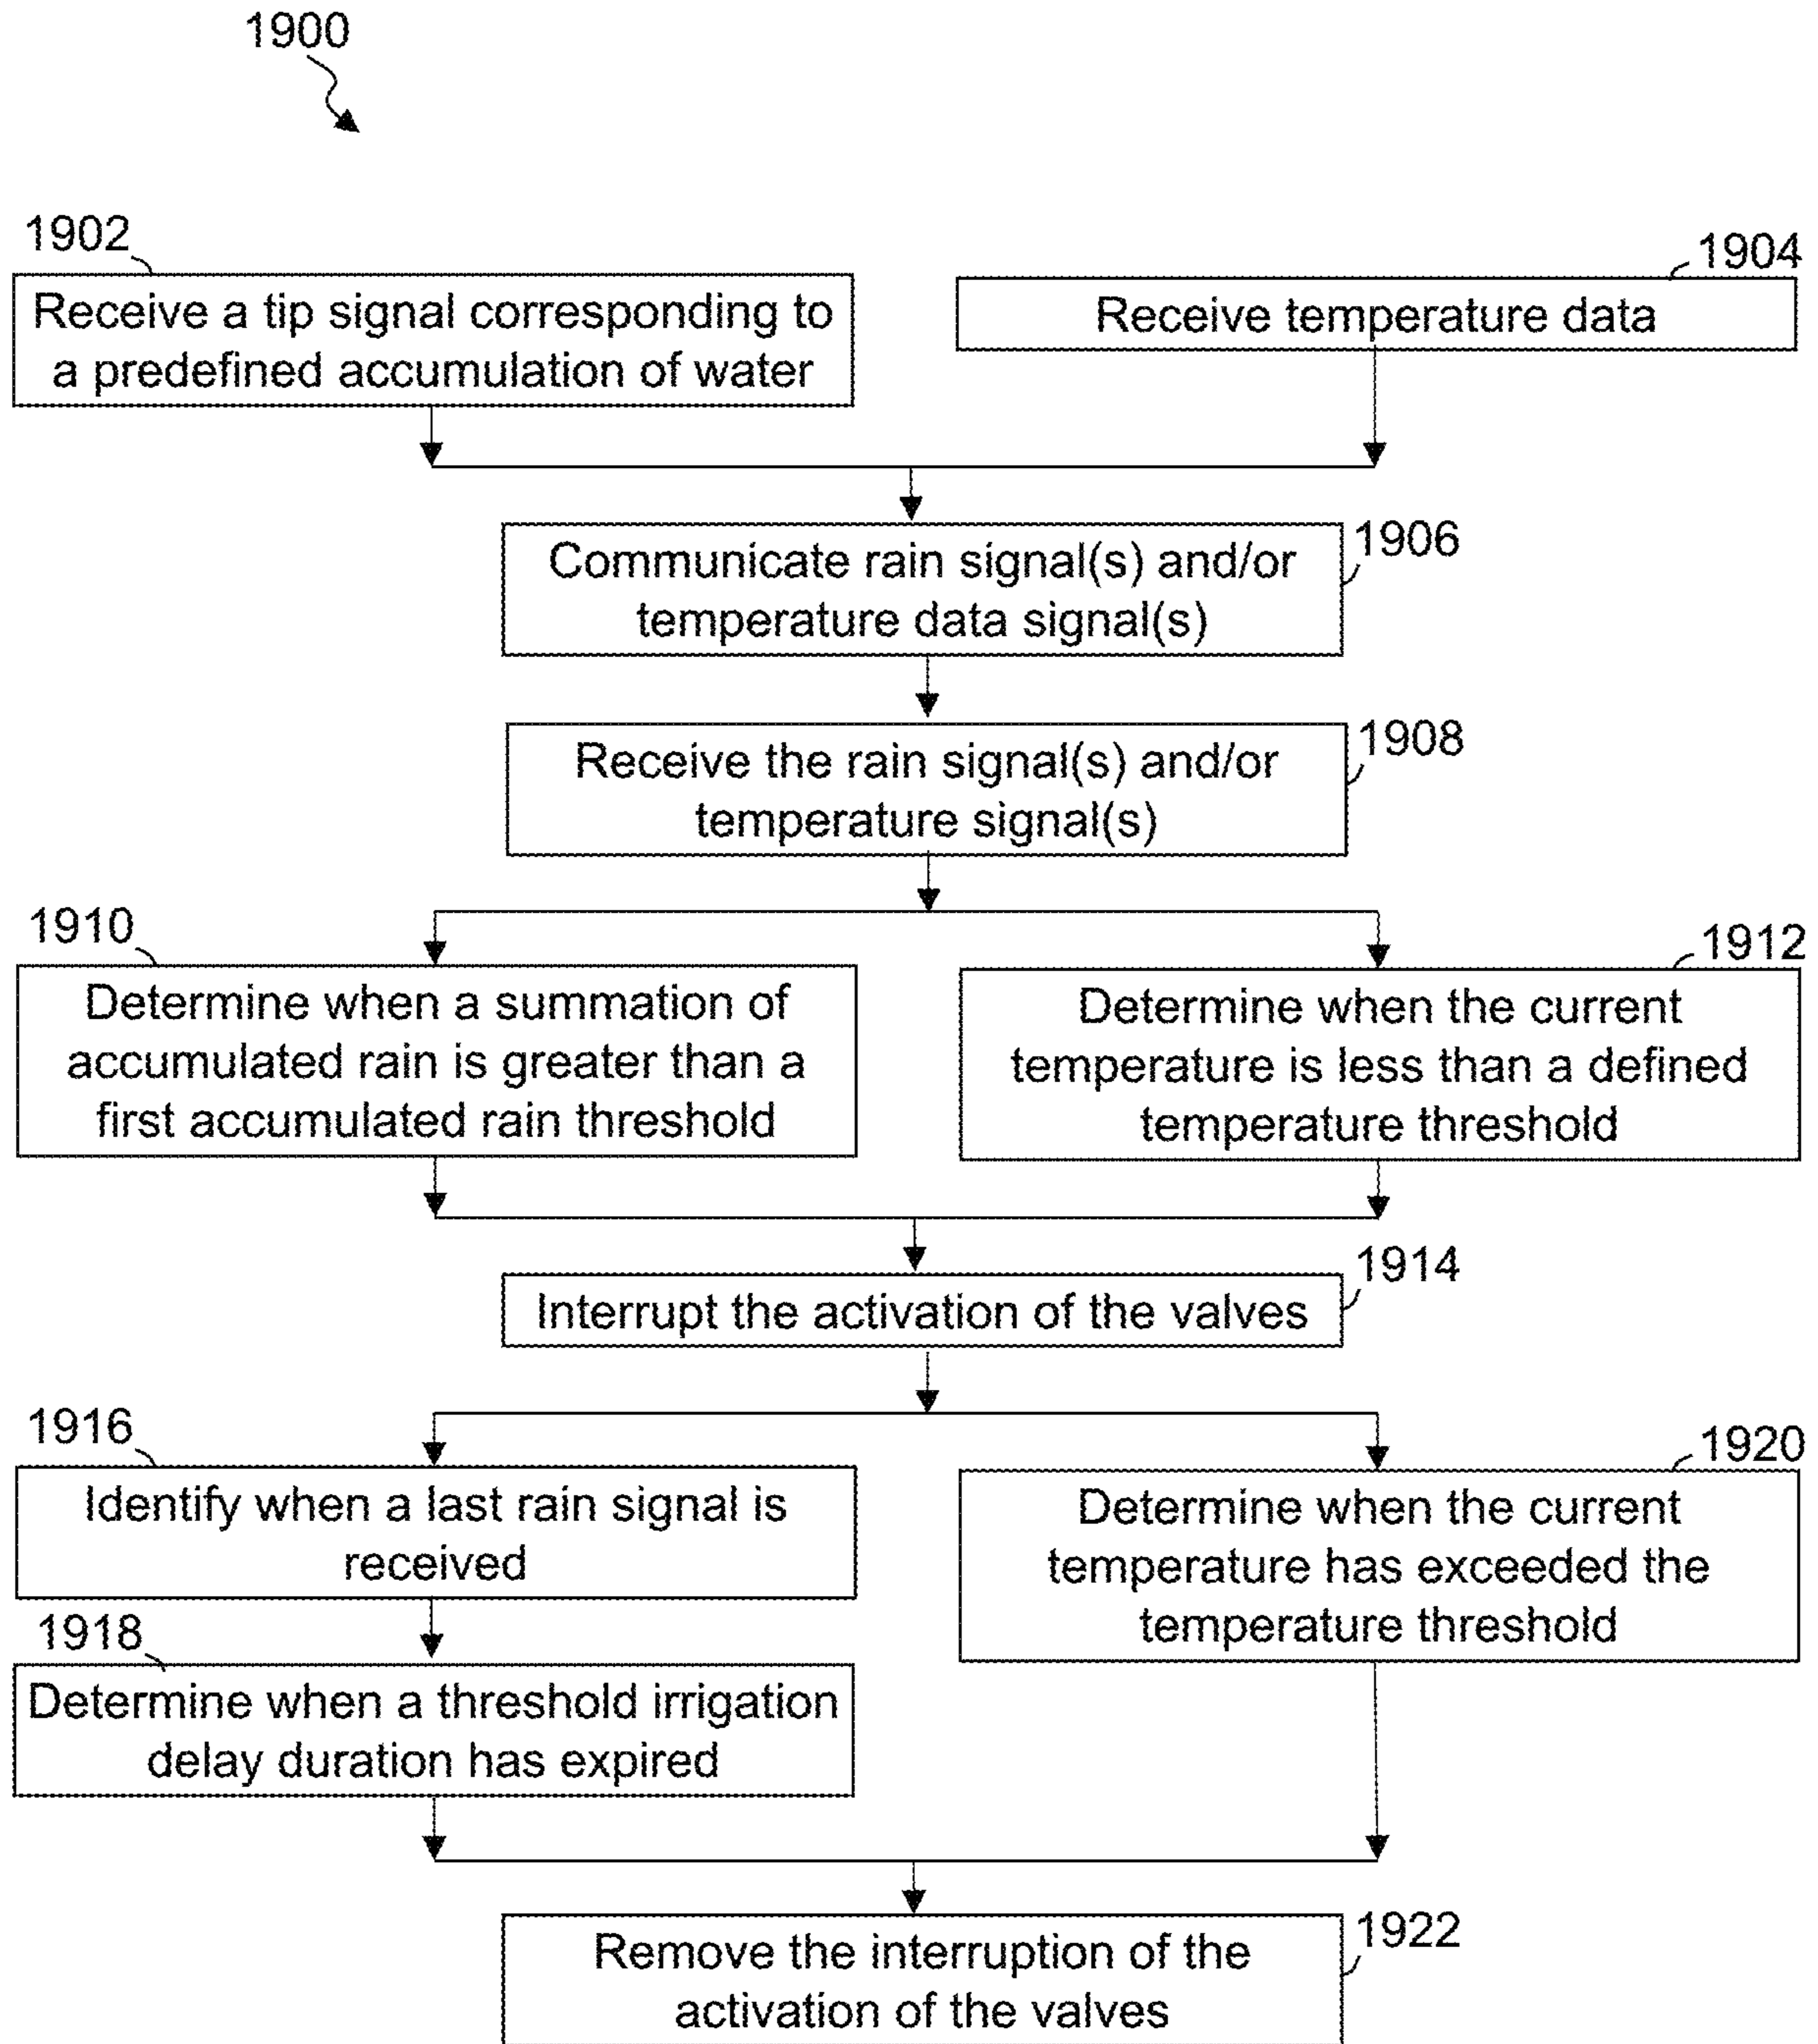 1900
1902
Receive a tip signal corresponding to
a predefined accumulation of water
1904
Receive temperature data
1906
Communicate rain signal(s) and/or
temperature data signal(s)
1908
Receive the rain signal(s) and/or
temperature signal(s)
1910
Determine when a summation of
accumulated rain is greater than a
first accumulated rain threshold
1912
Determine when the current
temperature is less than a defined
temperature threshold
1914
Interrupt the activation of the valves
1916
Identify when a last rain signal is
received
1918
Determine when a threshold irrigation
delay duration has expired
1920
Determine when the current
temperature has exceeded the
temperature threshold
1922
Remove the interruption of the
activation of the valves